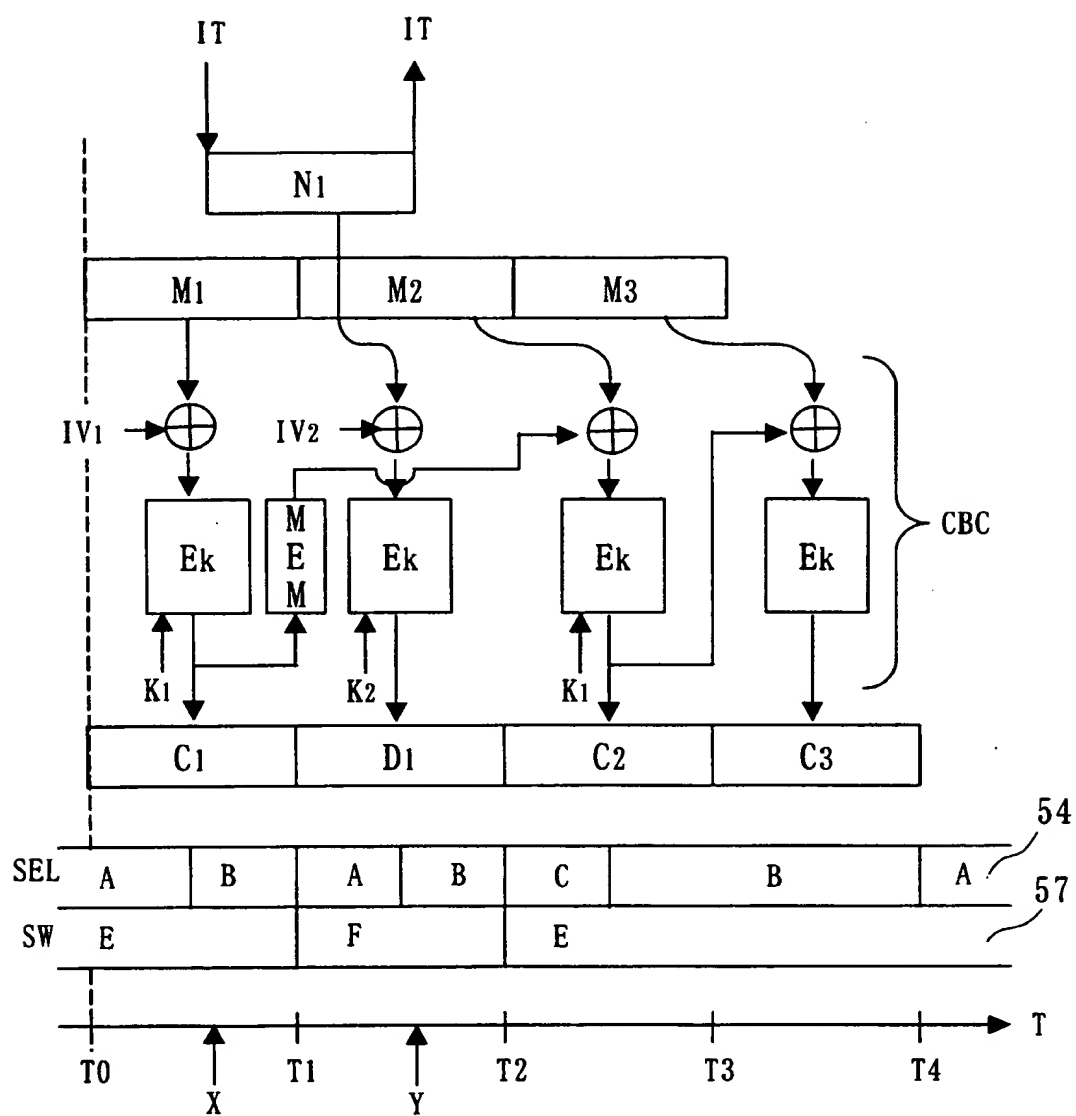 IT IT
N1
M1 M2 M3
IV1 IV2
CBC
Ek MEM Ek Ek Ek
K1 K2 K1
C1 D1 C2 C3
54
SEL A B A B C B A
57
SW E F E
T
T0 T1 T2 T3 T4
X Y